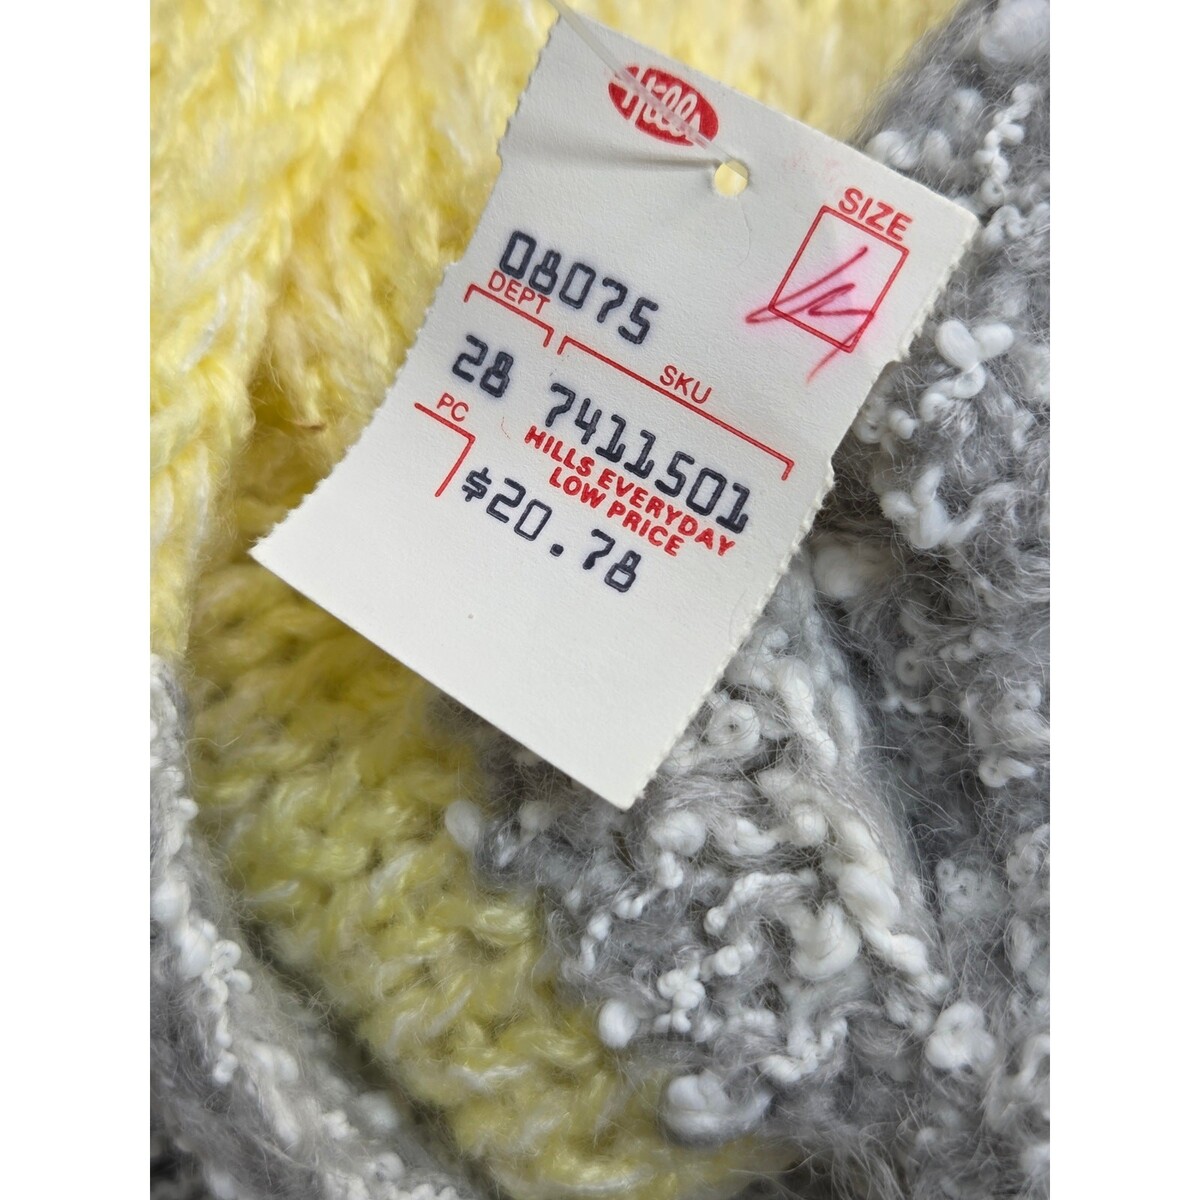 Hills
SIZE
08075
DEPT
SKU
28 7411501
PC
HILLS EVERYDAY
LOW PRICE
$20.78